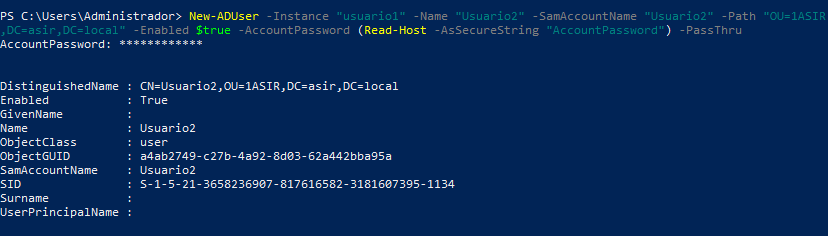 PS C:\Users\Administrador> New-ADUser -Instance "usuario1" -Name "Usuario2" -SamAccountName "Usuario2" -Path "OU=1ASIR
,DC=asir,DC=local" -Enabled $true -AccountPassword (Read-Host -AsSecureString "AccountPassword") -PassThru
AccountPassword: ************
DistinguishedName : CN=Usuario2,OU=1ASIR,DC=asir,DC=local
Enabled           : True
GivenName         :
Name              : Usuario2
ObjectClass       : user
ObjectGUID        : a4ab2749-c27b-4a92-8d03-62a442bba95a
SamAccountName    : Usuario2
SID               : S-1-5-21-3658236907-817616582-3181607395-1134
Surname           :
UserPrincipalName :